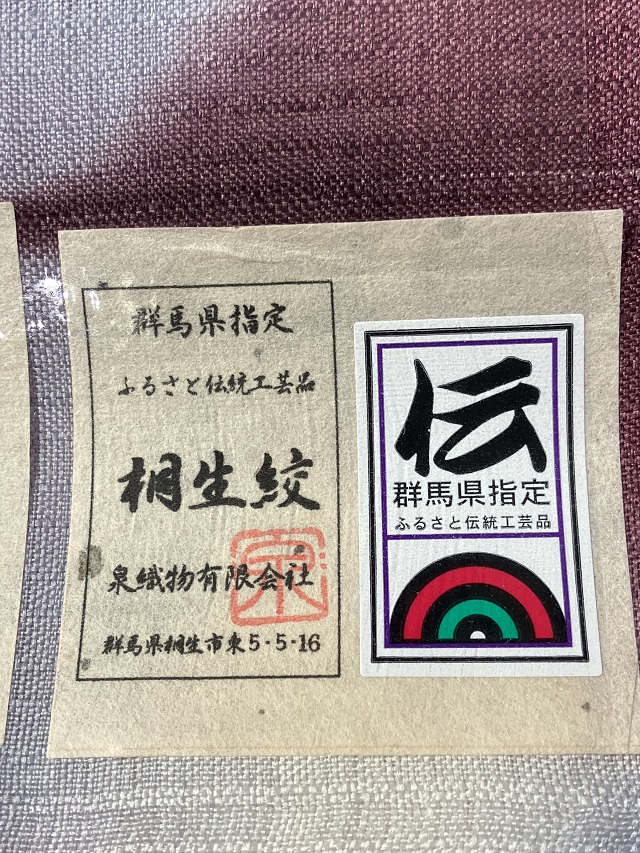 群馬県指定
ふるさと伝統工芸品
桐生絞
泉織物有限会社
群馬県桐生市東5・5・16
泉
伝
群馬県指定
ふるさと伝統工芸品